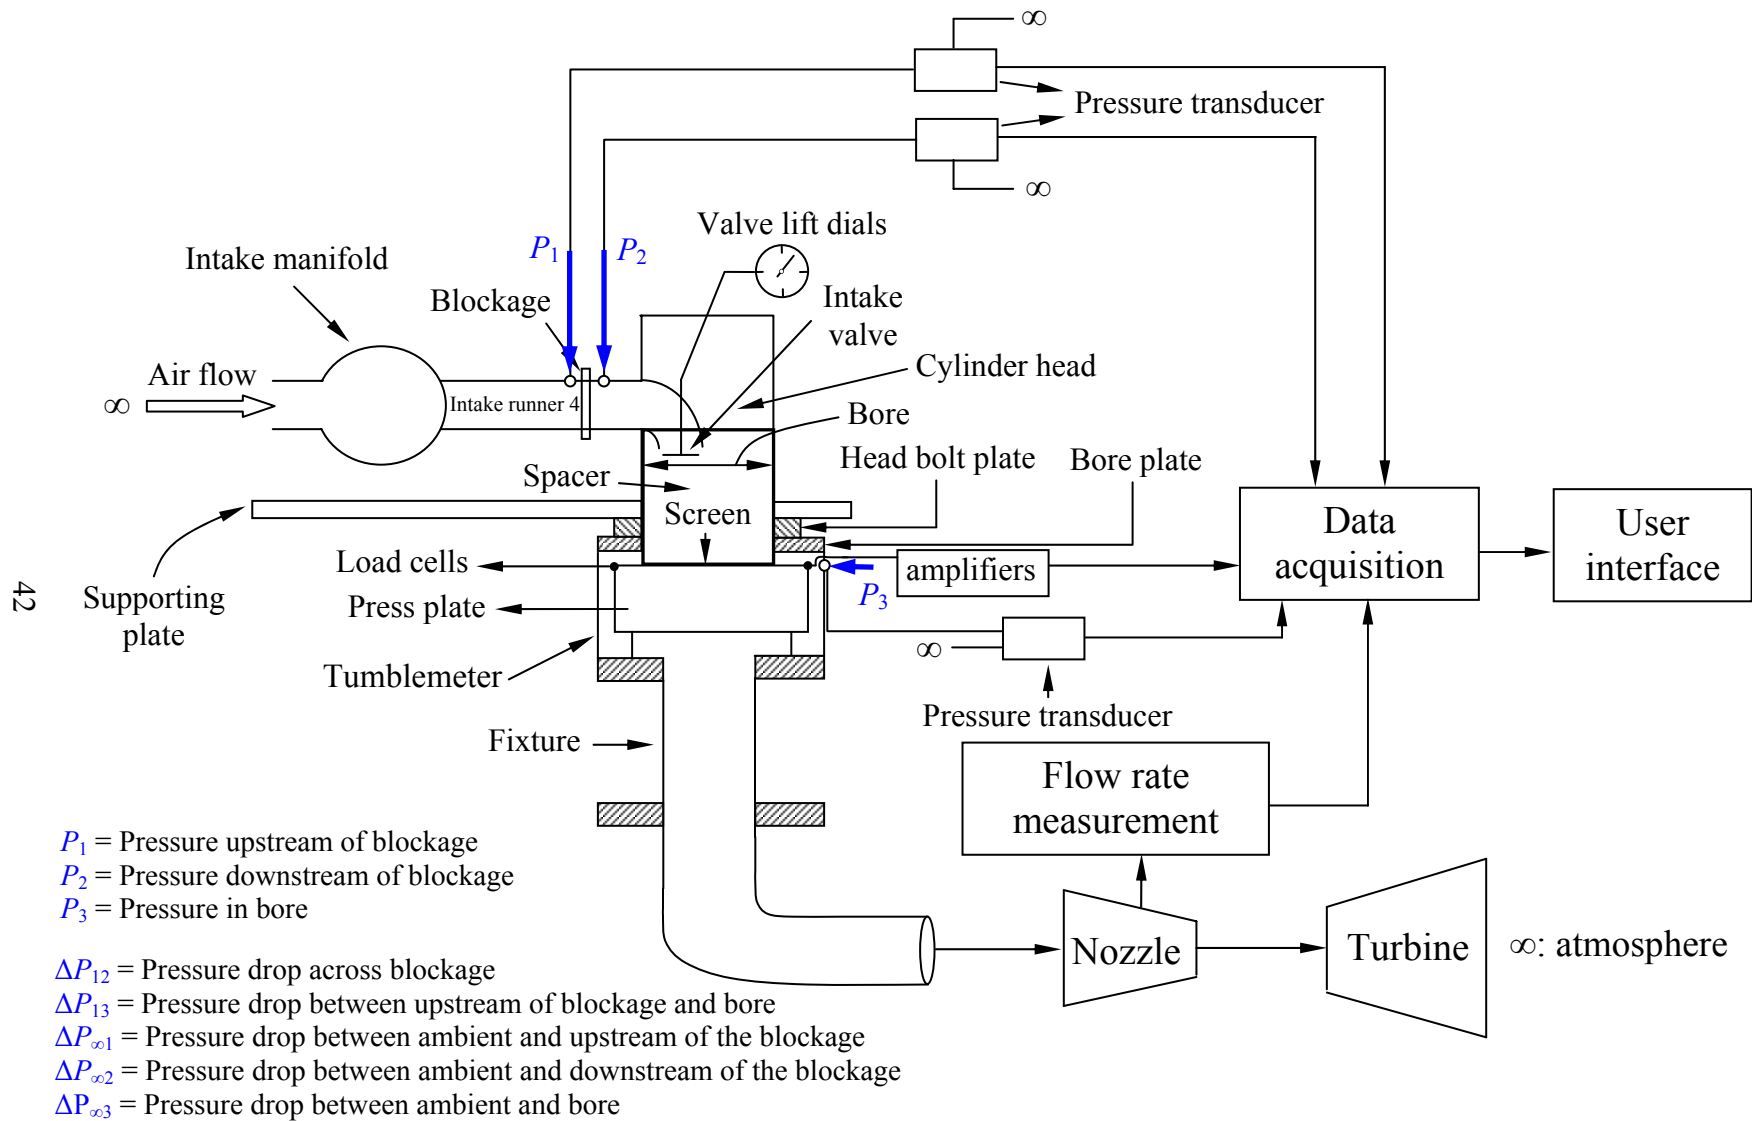 ∞
Pressure transducer
∞
Valve lift dials
P1
P2
Intake manifold
Blockage
Intake
valve
Cylinder head
Air flow
∞
Intake runner 4
Bore
Head bolt plate
Bore plate
Spacer
Screen
Data
acquisition
User
interface
Load cells
amplifiers
P3
Press plate
Supporting
plate
42
∞
Tumblemeter
Pressure transducer
Fixture
Flow rate
measurement
P1 = Pressure upstream of blockage
P2 = Pressure downstream of blockage
P3 = Pressure in bore
Nozzle
Turbine
∞: atmosphere
ΔP12 = Pressure drop across blockage
ΔP13 = Pressure drop between upstream of blockage and bore
ΔP∞1 = Pressure drop between ambient and upstream of the blockage
ΔP∞2 = Pressure drop between ambient and downstream of the blockage
ΔP∞3 = Pressure drop between ambient and bore